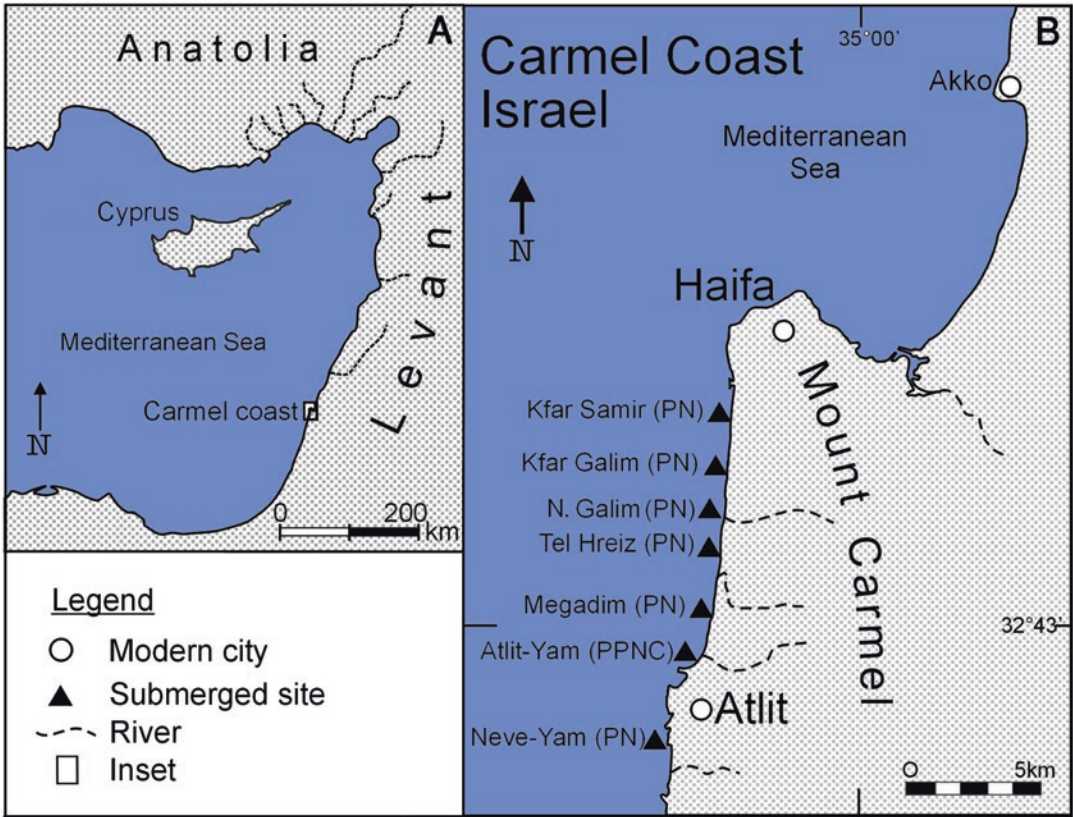 A
Anatolia
Cyprus
Levant
Mediterranean Sea
Carmel coast
N
0 200
km
Legend
Modern city
Submerged site
River
Inset
B
35°00'
Carmel Coast
Israel
Akko
Mediterranean
Sea
N
Haifa
Mount Carmel
Kfar Samir (PN)
Kfar Galim (PN)
N. Galim (PN)
Tel Hreiz (PN)
Megadim (PN)
32°43'
Atlit-Yam (PPNC)
Atlit
Neve-Yam (PN)
0 5km